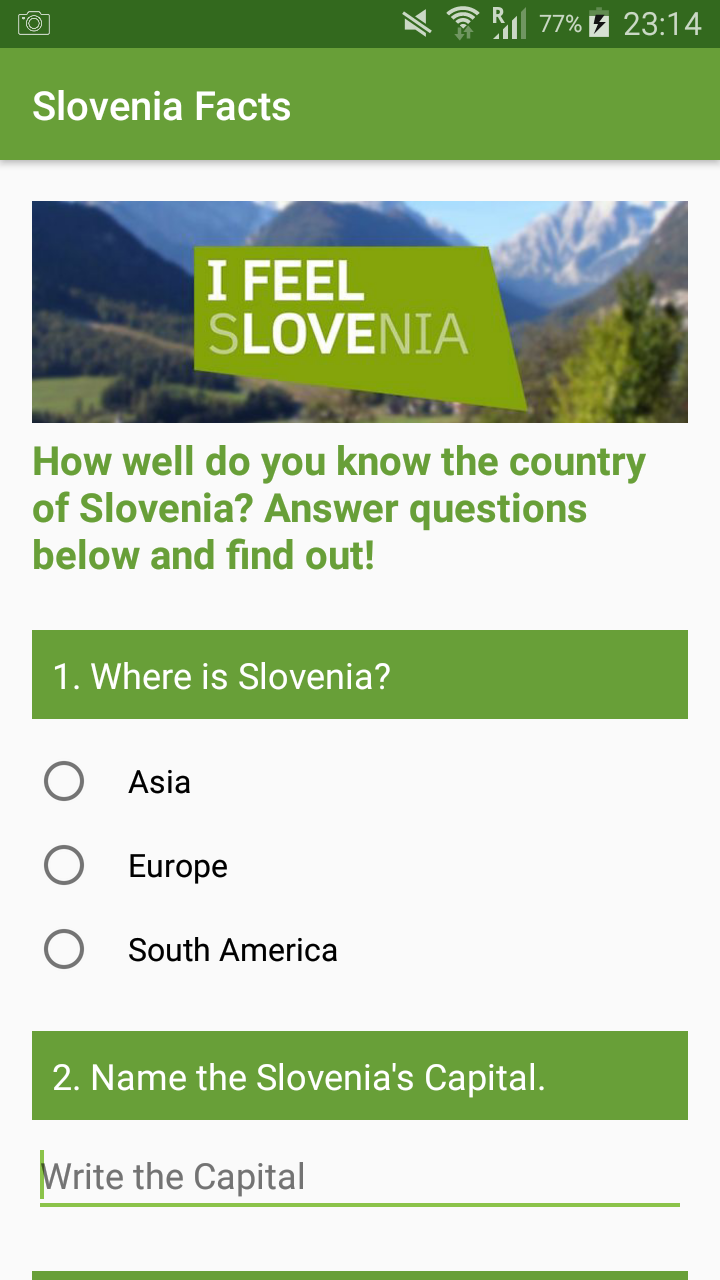 R 77% 23:14
Slovenia Facts
I FEEL
SLOVENIA
How well do you know the country
of Slovenia? Answer questions
below and find out!
1. Where is Slovenia?
Asia
Europe
South America
2. Name the Slovenia's Capital.
Write the Capital